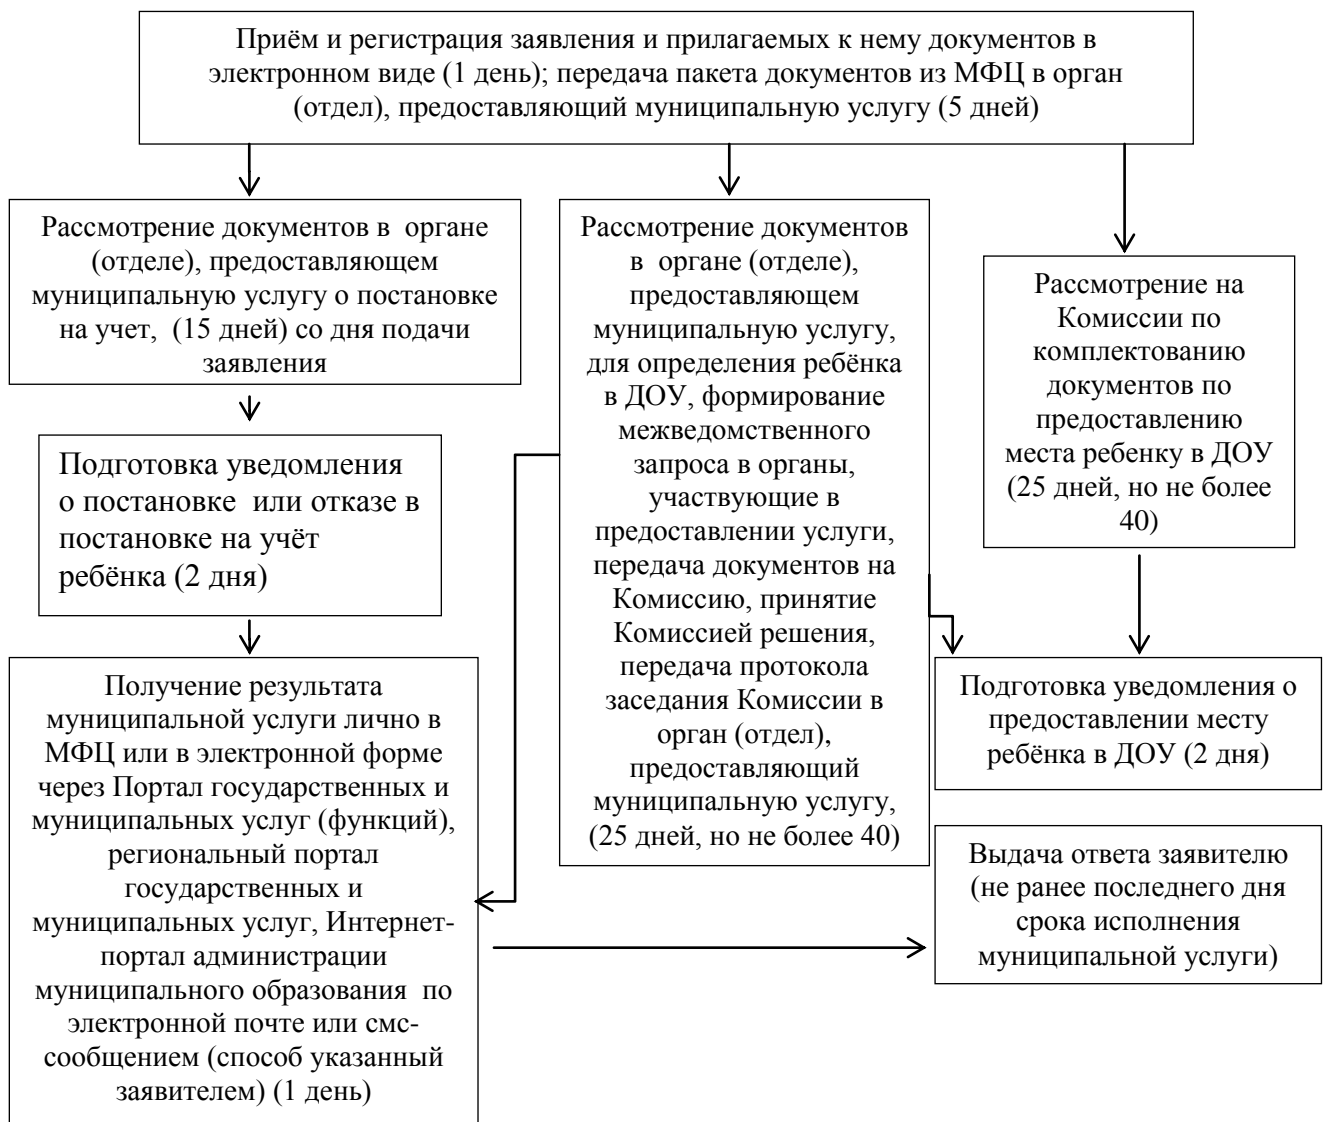 Приём и регистрация заявления и прилагаемых к нему документов в
электронном виде (1 день); передача пакета документов из МФЦ в орган
(отдел), предоставляющий муниципальную услугу (5 дней)
Рассмотрение документов в  органе
(отделе), предоставляющем
муниципальную услугу о постановке
на учет,  (15 дней) со дня подачи
заявления
Подготовка уведомления
о постановке  или отказе в
постановке на учёт
ребёнка (2 дня)
Получение результата
муниципальной услуги лично в
МФЦ или в электронной форме
через Портал государственных и
муниципальных услуг (функций),
региональный портал
государственных и
муниципальных услуг, Интернет-
портал администрации
муниципального образования  по
электронной почте или смс-
сообщением (способ указанный
заявителем) (1 день)
Рассмотрение документов
в  органе (отделе),
предоставляющем
муниципальную услугу,
для определения ребёнка
в ДОУ, формирование
межведомственного
запроса в органы,
участвующие в
предоставлении услуги,
передача документов на
Комиссию, принятие
Комиссией решения,
передача протокола
заседания Комиссии в
орган (отдел),
предоставляющий
муниципальную услугу,
(25 дней, но не более 40)
Рассмотрение на
Комиссии по
комплектованию
документов по
предоставлению
места ребенку в ДОУ
(25 дней, но не более
40)
Подготовка уведомления о
предоставлении месту
ребёнка в ДОУ (2 дня)
Выдача ответа заявителю
(не ранее последнего дня
срока исполнения
муниципальной услуги)